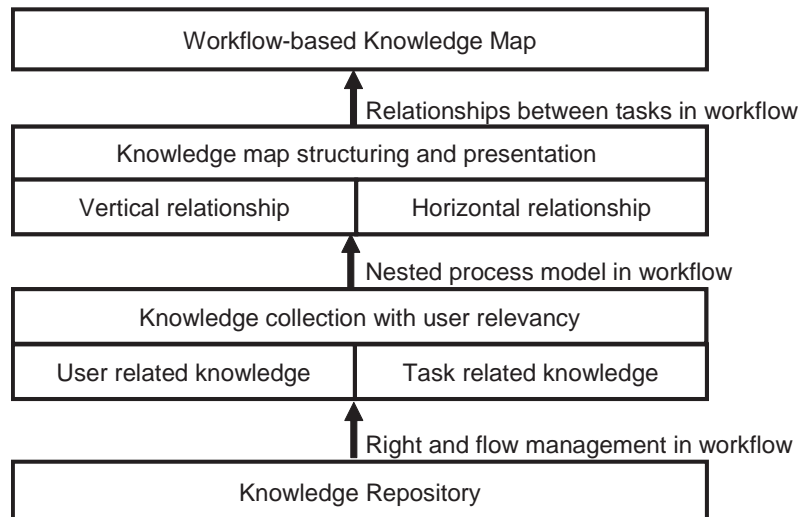 Workflow-based Knowledge Map
Relationships between tasks in workflow
Knowledge map structuring and presentation
Vertical relationship
Horizontal relationship
Nested process model in workflow
Knowledge collection with user relevancy
User related knowledge
Task related knowledge
Right and flow management in workflow
Knowledge Repository